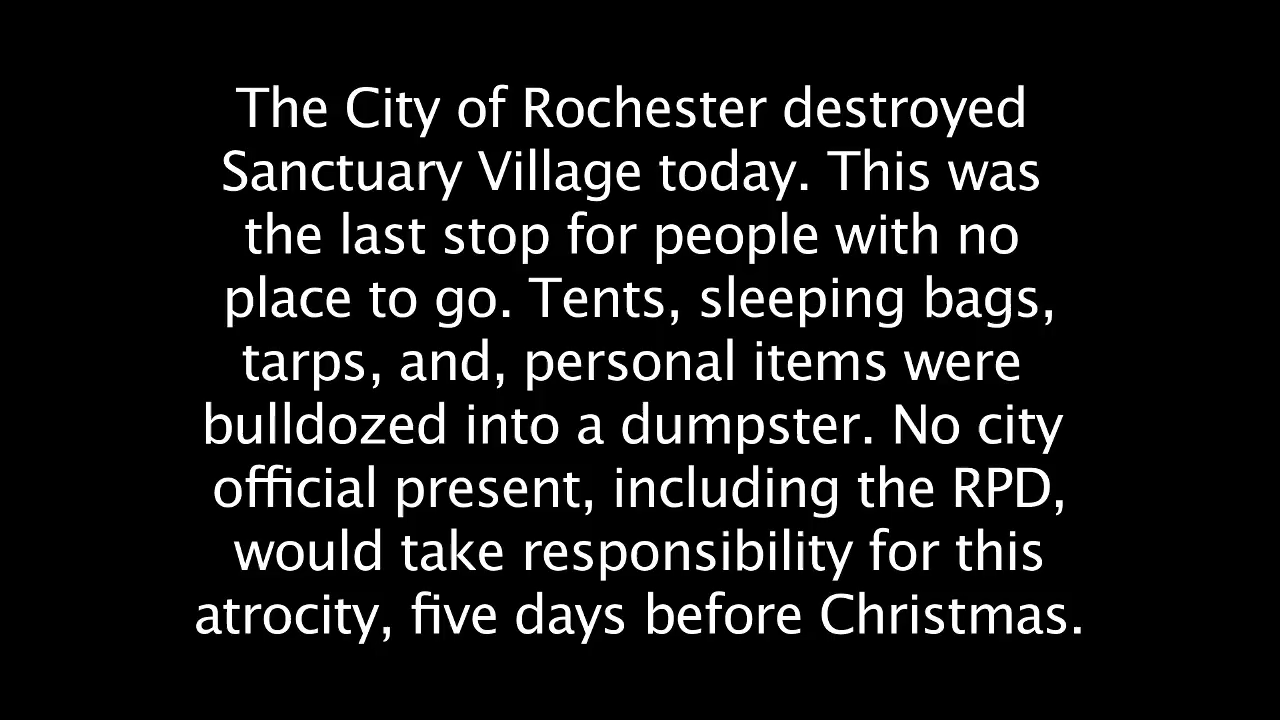 The City of Rochester destroyed
Sanctuary Village today. This was
the last stop for people with no
place to go. Tents, sleeping bags,
tarps, and, personal items were
bulldozed into a dumpster. No city
official present, including the RPD,
would take responsibility for this
atrocity, five days before Christmas.